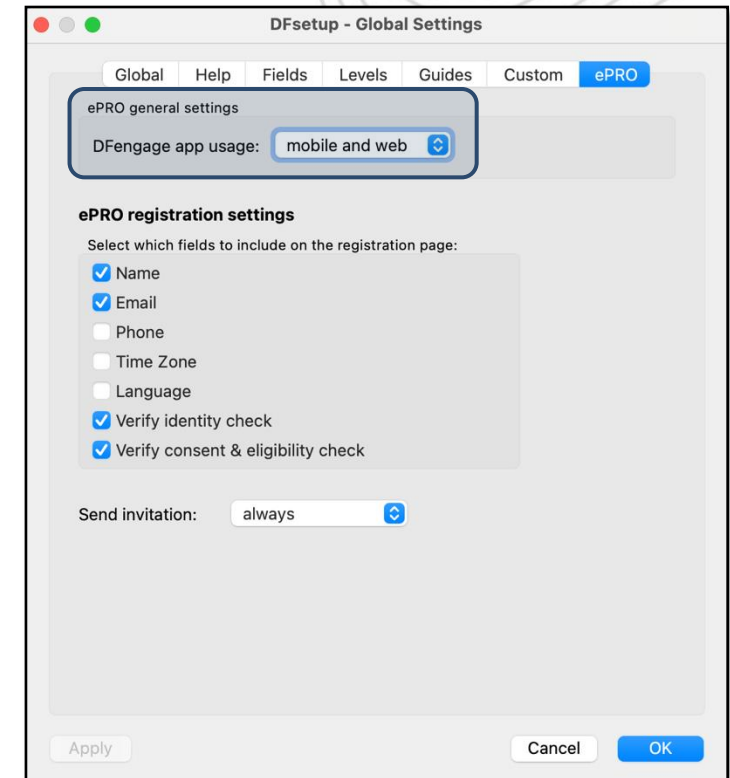 DFsetup - Global Settings
Global Help Fields Levels Guides Custom ePRO
ePRO general settings
DFengage app usage: mobile and web
ePRO registration settings
Select which fields to include on the registration page:
Name
Email
Phone
Time Zone
Language
Verify identity check
Verify consent & eligibility check
Send invitation: always
Apply Cancel OK